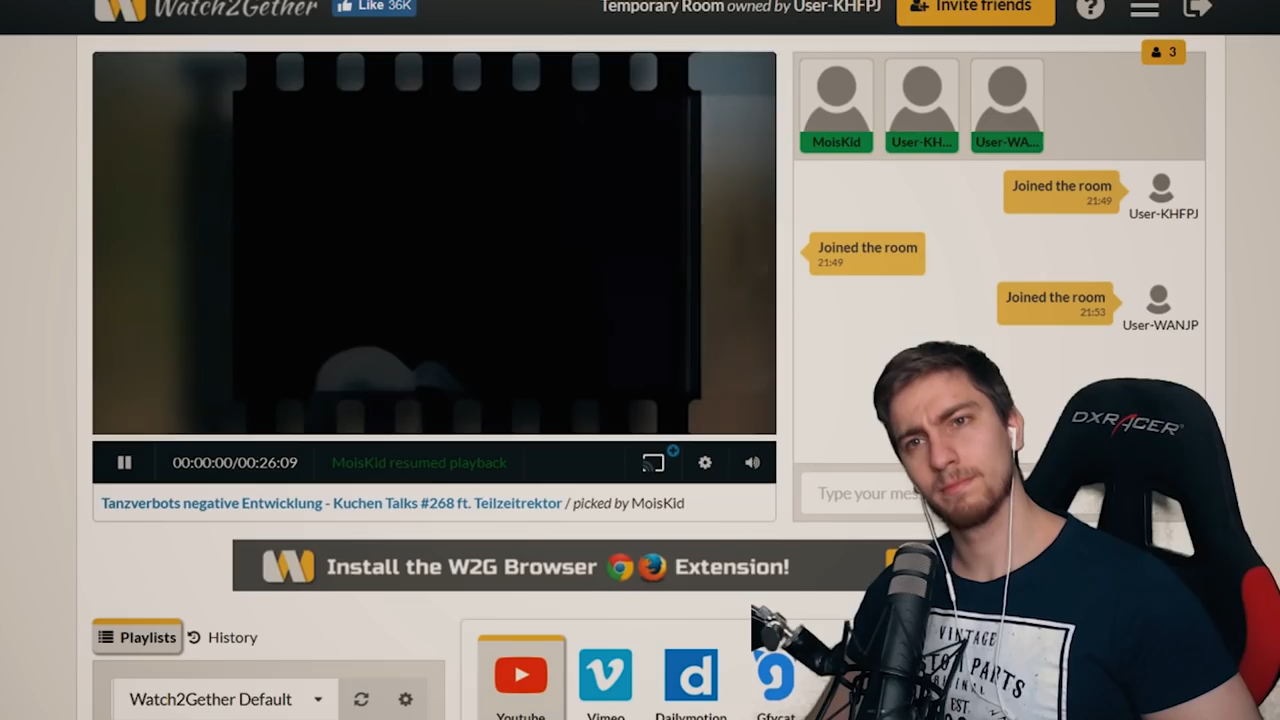 Watch2Gether
Like 36K
Temporary Room owned by User-KHFPJ
Invite friends
?
3
MoisKid
User-KH...
User-WA...
Joined the room
21:49
User-KHFPJ
Joined the room
21:49
Joined the room
21:53
User-WANJP
00:00:00/00:26:09
MoisKid resumed playback
Tanzverbots negative Entwicklung - Kuchen Talks #268 ft. Teilzeitrektor / picked by MoisKid
Type your
Install the W2G Browser Extension!
Playlists
History
Watch2Gether Default
Youtube
Vimeo
Dailymotion
Gfycat
DXRACER
VINTAGE
PARTS
EST.